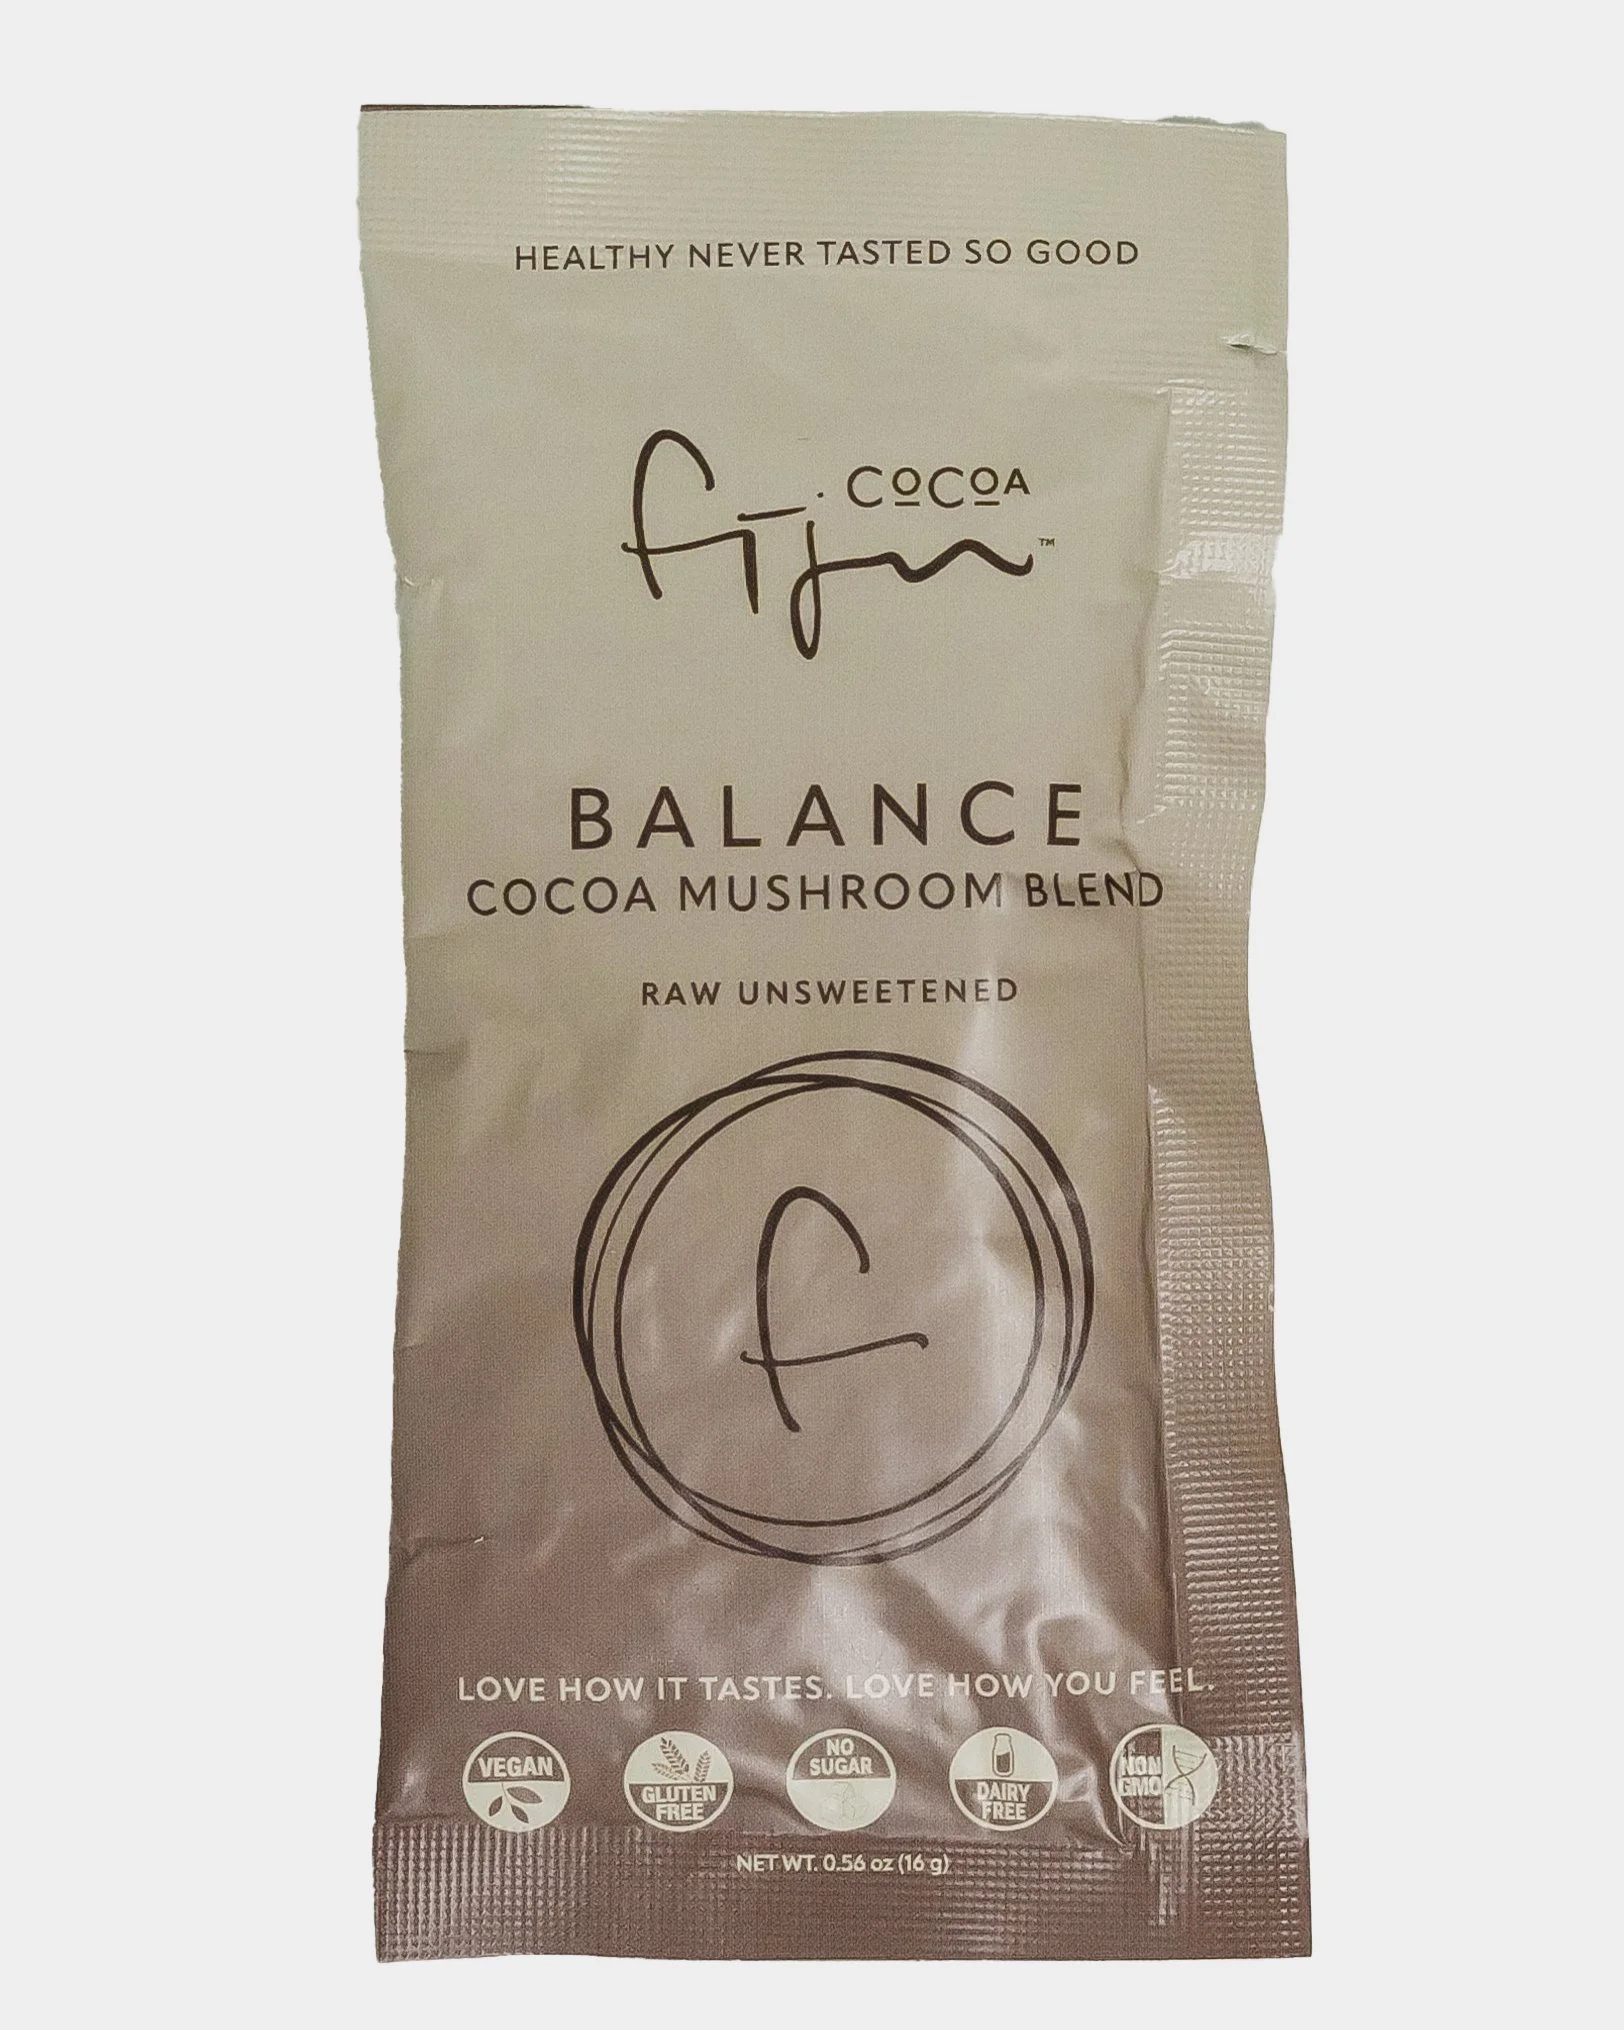 HEALTHY NEVER TASTED SO GOOD
COCOA
™
BALANCE
COCOA MUSHROOM BLEND
RAW UNSWEETENED
f
LOVE HOW IT TASTES. LOVE HOW YOU FEEL.
VEGAN
GLUTEN
FREE
NO
SUGAR
DAIRY
FREE
NON
GMO
NET WT. 0.56 oz (16 g)